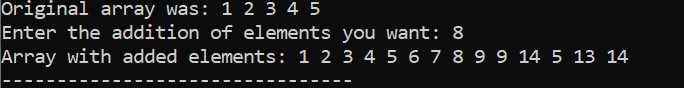 Original array was: 1 2 3 4 5
Enter the addition of elements you want: 8
Array with added elements: 1 2 3 4 5 6 7 8 9 9 14 5 13 14
--------------------------------